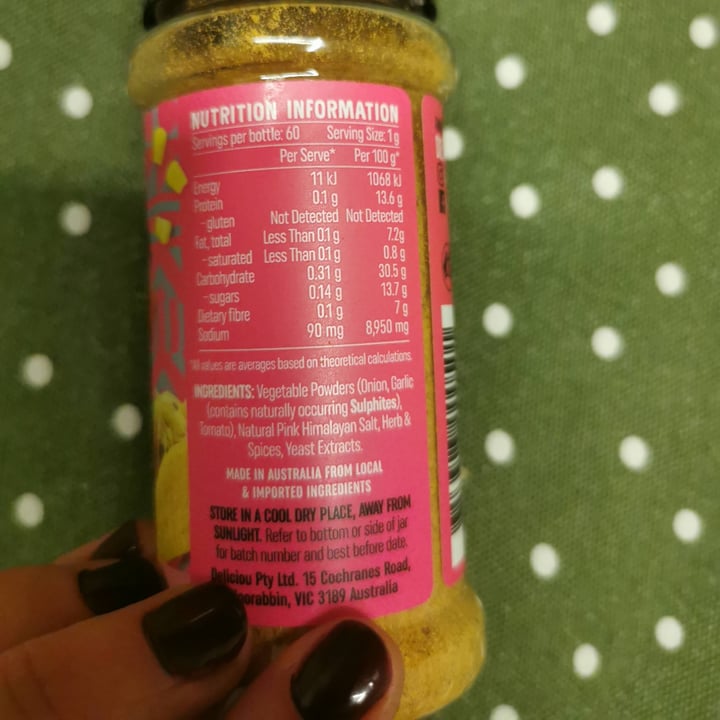 NUTRITION INFORMATION
Servings per bottle: 60 Serving Size: 1 g
Per Serve* Per 100 g*
Energy 11 kJ 1068 kJ
Protein 0.1 g 13.6 g
-gluten Not Detected Not Detected
Fat, total Less Than 0.1 g 7.2g
-saturated Less Than 0.1 g 0.8 g
Carbohydrate 0.31 g 30.5 g
-sugars 0.14 g 13.7 g
Dietary fibre 0.1 g 7 g
Sodium 90 mg 8,950 mg
*All values are averages based on theoretical calculations.
INGREDIENTS: Vegetable Powders (Onion, Garlic
(contains naturally occurring Sulphites),
Tomato), Natural Pink Himalayan Salt, Herb &
Spices, Yeast Extracts.
MADE IN AUSTRALIA FROM LOCAL
& IMPORTED INGREDIENTS
STORE IN A COOL DRY PLACE, AWAY FROM
SUNLIGHT. Refer to bottom or side of jar
for batch number and best before date.
Deliciou Pty Ltd. 15 Cochranes Road,
oorabbin, VIC 3189 Australia